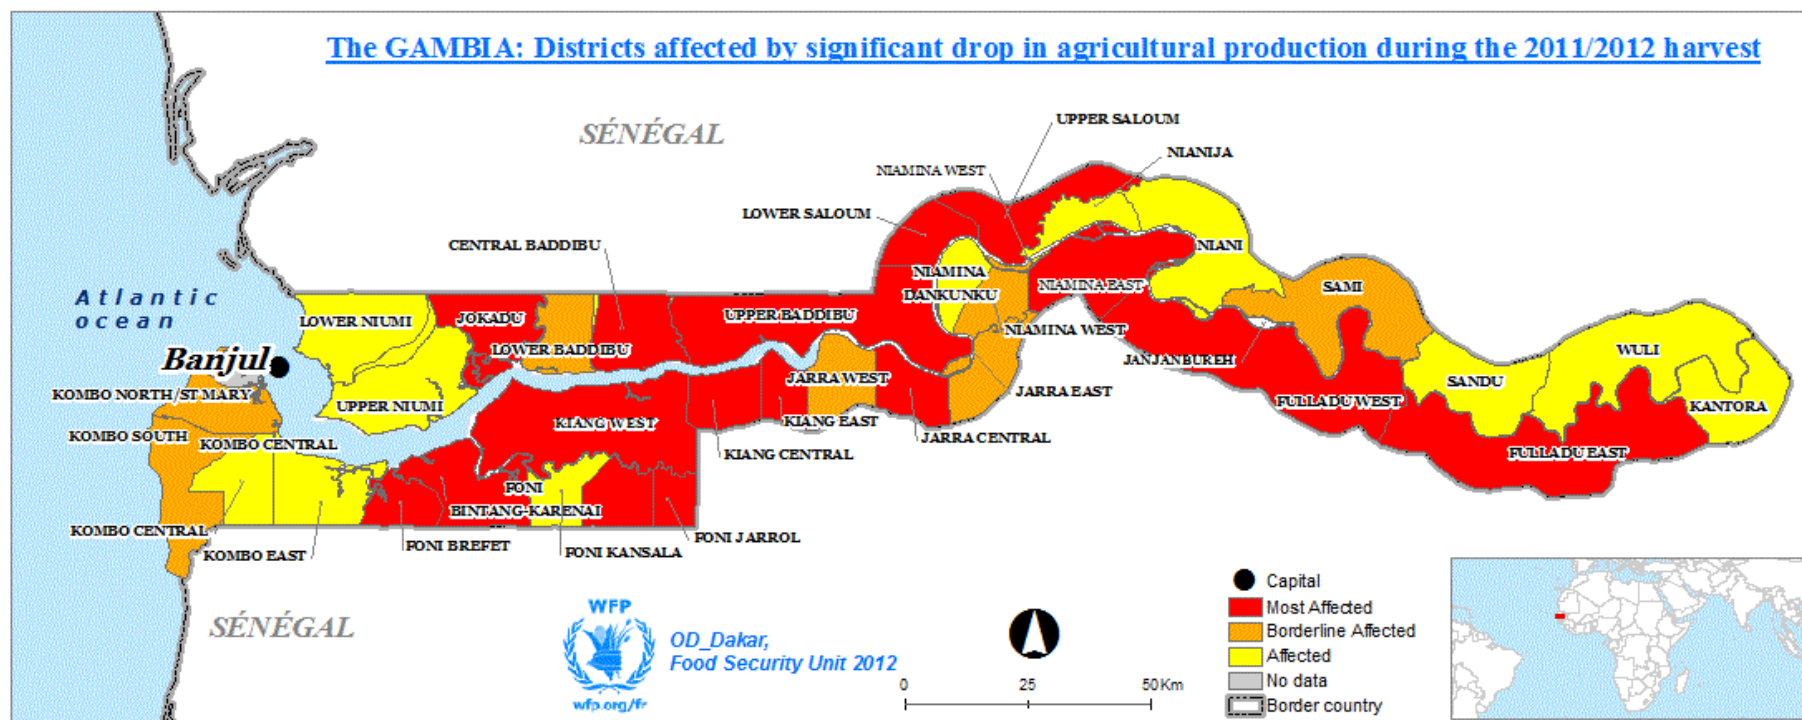 The GAMBIA: Districts affected by significant drop in agricultural production during the 2011/2012 harvest
SÉNÉGAL
UPPER SALOUM
NIANIJA
NIAMINA WEST
LOWER SALOUM
CENTRAL BADDIBU
NIANI
NIAMINA
DANKUNKU
NIAMINA EAST
SAMI
Atlantic
ocean
LOWER NIUMI
JOKADU
UPPER BADDIBU
NIAMINA WEST
LOWER BADDIBU
Banjul
JANJANBUREH
WULI
SANDU
JARRA WEST
JARRA EAST
KOMBO NORTH/ST MARY
UPPER NIUMI
FULLADU WEST
KANTORA
KOMBO SOUTH
KOMBO CENTRAL
KIANG WEST
KIANG EAST
JARRA CENTRAL
KIANG CENTRAL
FULLADU EAST
FONI
BINTANG-KARENAI
KOMBO CENTRAL
KOMBO EAST
FONI BREFET
FONI KANSALA
FONI JARROL
SÉNÉGAL
WFP
wfp.org/fr
OD_Dakar,
Food Security Unit 2012
0 25 50Km
Capital
Most Affected
Borderline Affected
Affected
No data
Border country